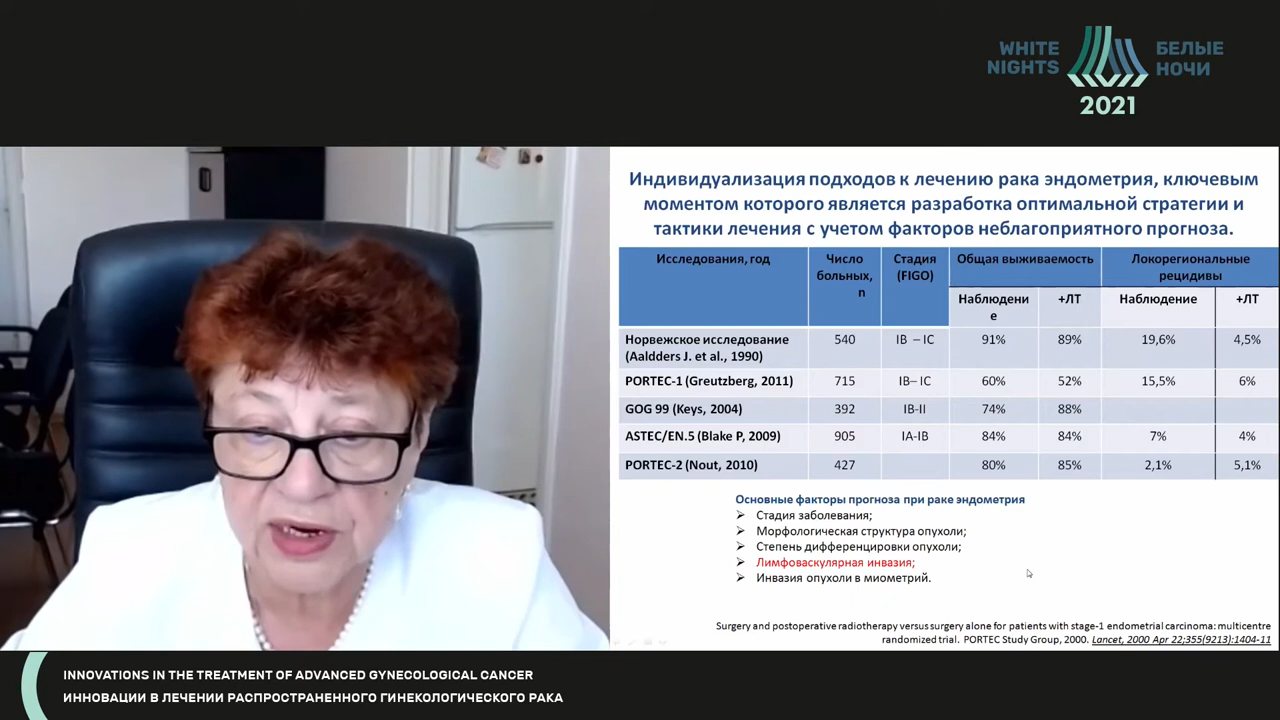 WHITE NIGHTS
БЕЛЫЕ НОЧИ
2021
Индивидуализация подходов к лечению рака эндометрия, ключевым
моментом которого является разработка оптимальной стратегии и
тактики лечения с учетом факторов неблагоприятного прогноза.
Исследования, год
Число больных, n
Стадия (FIGO)
Общая выживаемость
Локорегиональные рецидивы
Наблюдение +ЛТ Наблюдение +ЛТ
Норвежское исследование (Aaldders J. et al., 1990) 540 IB – IC 91% 89% 19,6% 4,5%
PORTEC-1 (Greutzberg, 2011) 715 IB– IC 60% 52% 15,5% 6%
GOG 99 (Keys, 2004) 392 IB-II 74% 88%
ASTEC/EN.5 (Blake P, 2009) 905 IA-IB 84% 84% 7% 4%
PORTEC-2 (Nout, 2010) 427 80% 85% 2,1% 5,1%
Основные факторы прогноза при раке эндометрия
➢ Стадия заболевания;
➢ Морфологическая структура опухоли;
➢ Степень дифференцировки опухоли;
➢ Лимфоваскулярная инвазия;
➢ Инвазия опухоли в миометрий.
Surgery and postoperative radiotherapy versus surgery alone for patients with stage-1 endometrial carcinoma: multicentre
randomized trial. PORTEC Study Group, 2000. Lancet, 2000 Apr 22;355(9213):1404-11
INNOVATIONS IN THE TREATMENT OF ADVANCED GYNECOLOGICAL CANCER
ИННОВАЦИИ В ЛЕЧЕНИИ РАСПРОСТРАНЕННОГО ГИНЕКОЛОГИЧЕСКОГО РАКА